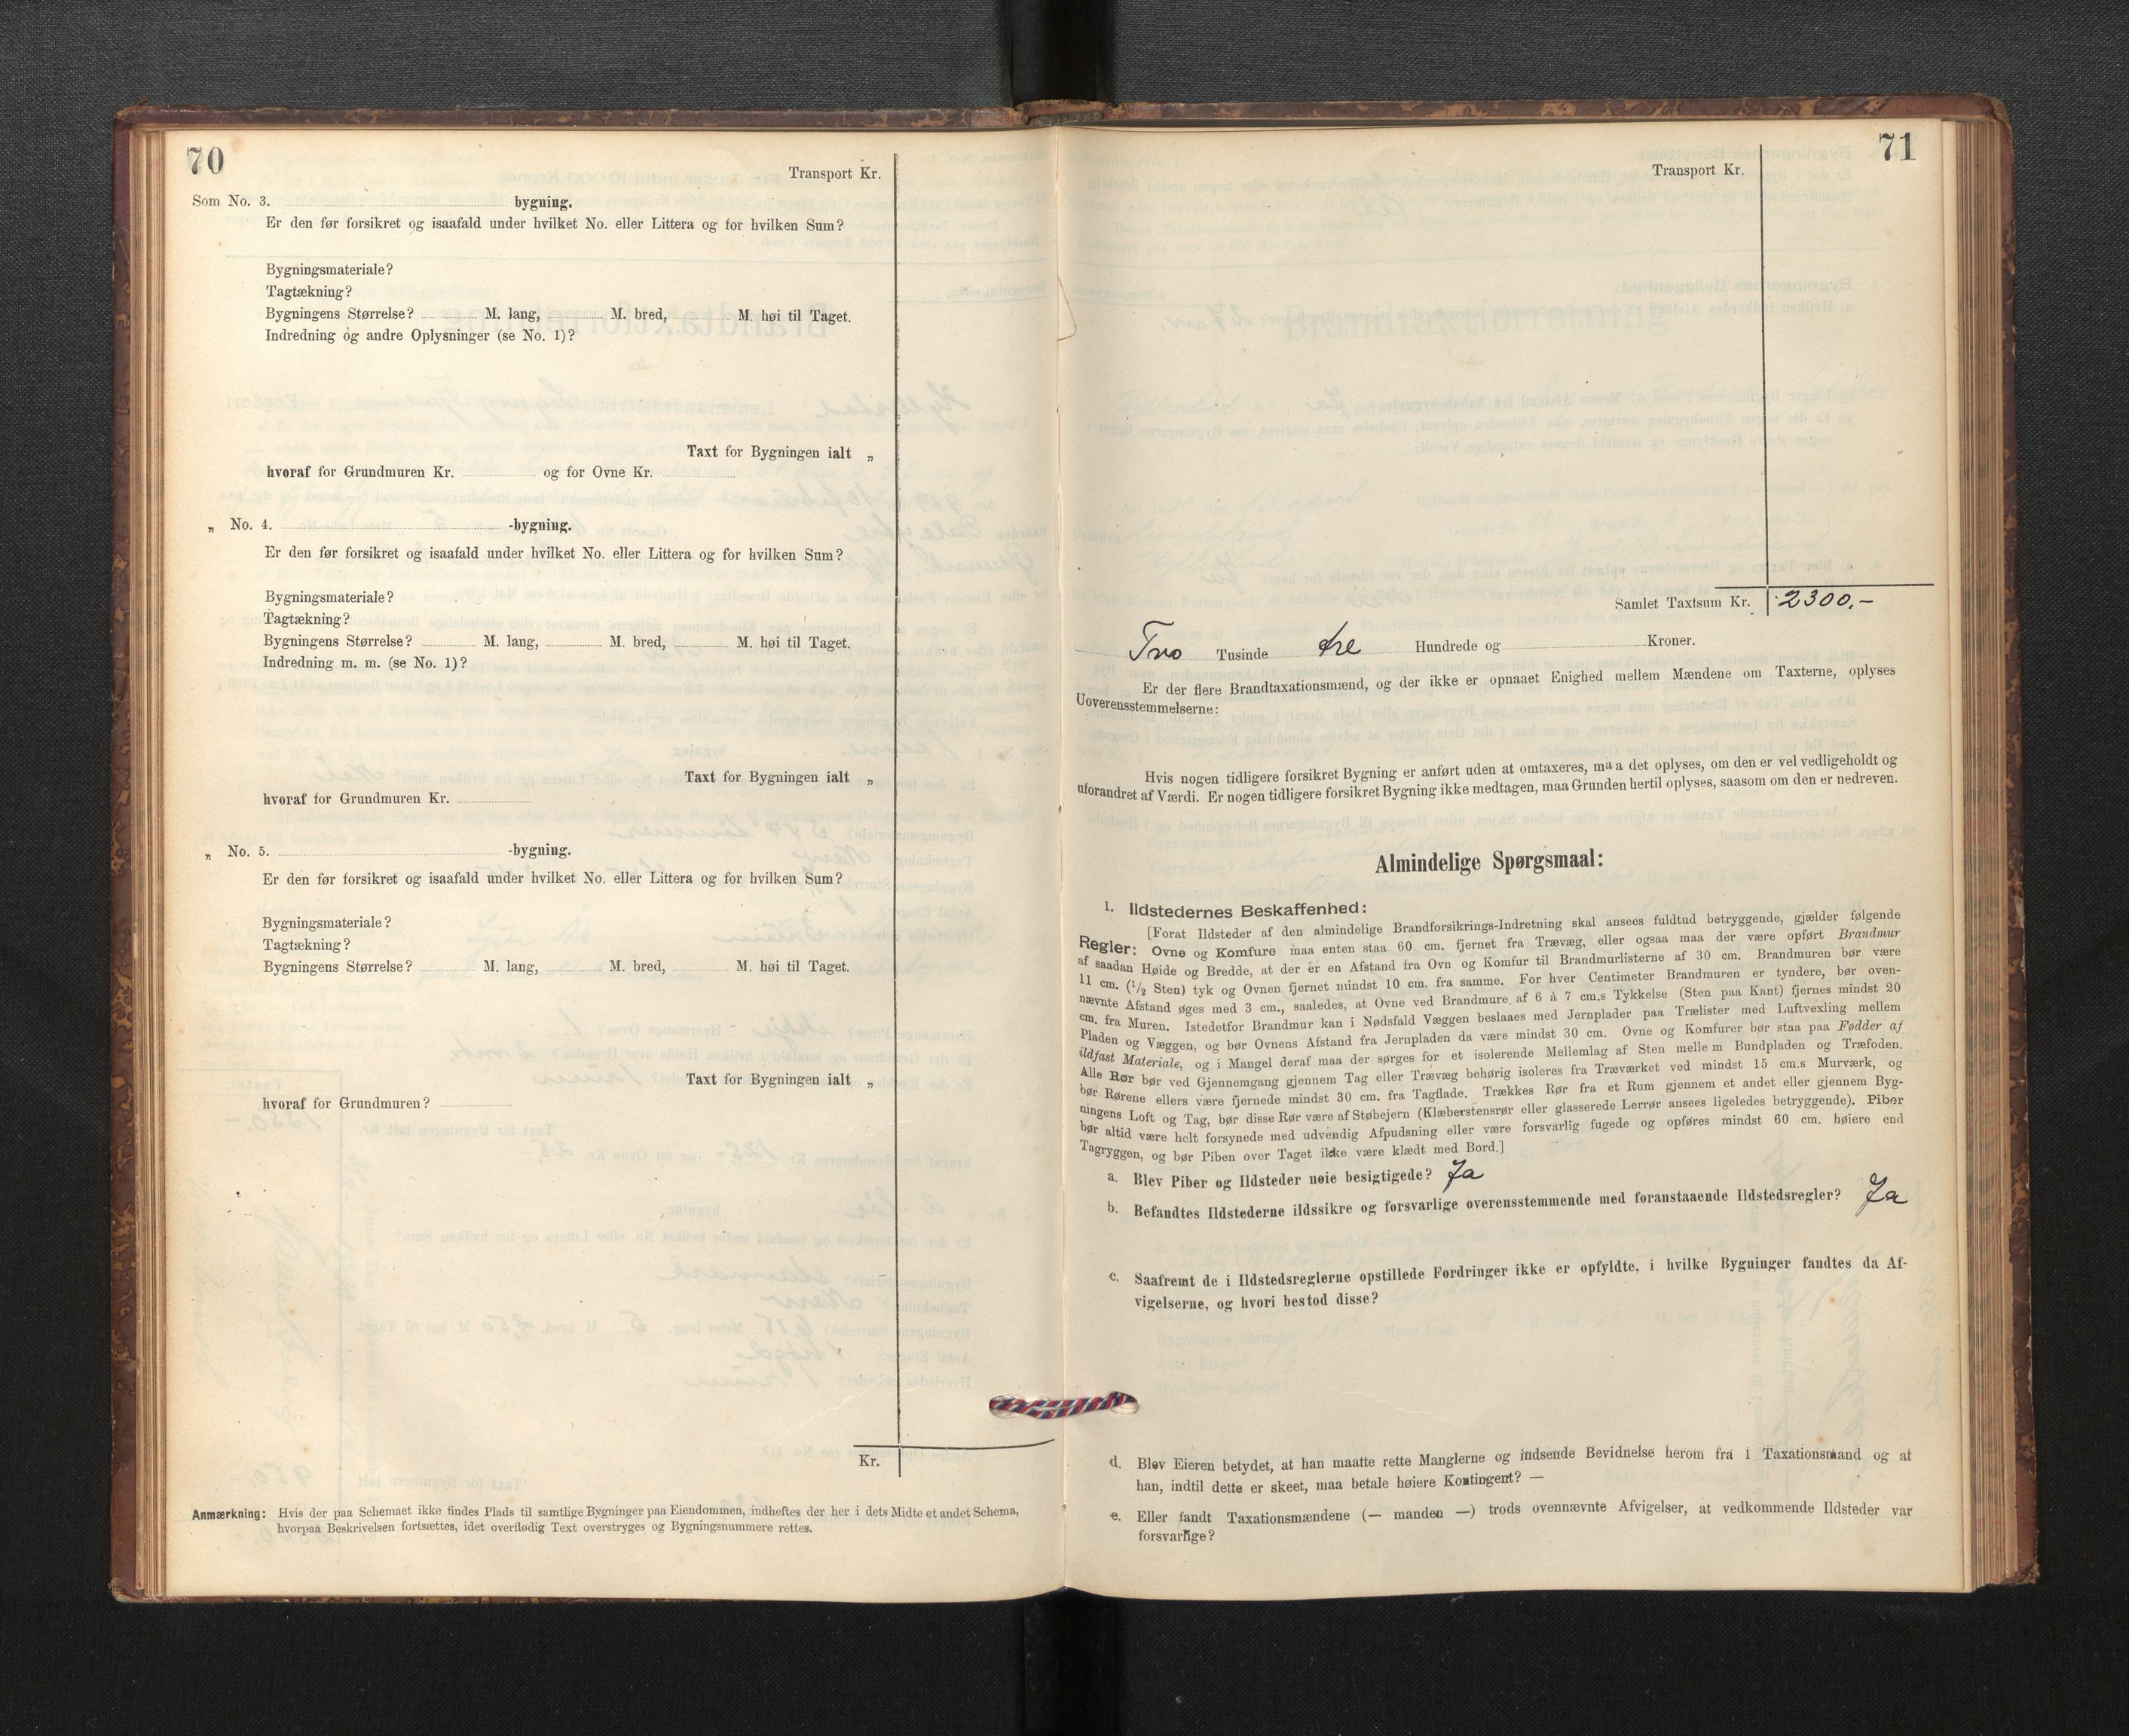 70
Transport Kr.
Som No. 3. bygning.
Er den før forsikret og isaafald under hvilket No. eller Littera og for hvilken Sum?
Bygningsmateriale?
Tagtækning?
Bygningens Størrelse? M. lang, M. bred, M. høi til Taget.
Indredning og andre Oplysninger (se No. 1)?
Taxt for Bygningen ialt „
hvoraf for Grundmuren Kr. og for Ovne Kr.
„ No. 4. -bygning.
Er den før forsikret og isaafald under hvilket No. eller Littera og for hvilken Sum?
Bygningsmateriale?
Tagtækning?
Bygningens Størrelse? M. lang, M. bred, M. høi til Taget.
Indredning m. m. (se No. 1)?
Taxt for Bygningen ialt „
hvoraf for Grundmuren Kr.
„ No. 5. -bygning.
Er den før forsikret og isaafald under hvilket No. eller Littera og for hvilken Sum?
Bygningsmateriale?
Tagtækning?
Bygningens Størrelse? M. lang, M. bred, M. høi til Taget.
Taxt for Bygningen ialt „
hvoraf for Grundmuren?
Kr.
Anmærkning: Hvis der paa Schemaet ikke findes Plads til samtlige Bygninger paa Eiendommen, indheftes der her i dets Midte et andet Schema,
hvorpaa Beskrivelsen fortsættes, idet overflødig Text overstryges og Bygningsnummere rettes.
71
Transport Kr.
Samlet Taxtsum Kr. 2300,-
Two Tusinde tre Hundrede og Kroner.
Er der flere Brandtaxationsmænd, og der ikke er opnaaet Enighed mellem Mændene om Taxterne, oplyses
Uoverensstemmelserne:
Hvis nogen tidligere forsikret Bygning er anført uden at omtaxeres, maa det oplyses, om den er vel vedligeholdt og
uforandret af Værdi. Er nogen tidligere forsikret Bygning ikke medtagen, maa Grunden hertil oplyses, saasom om den er nedreven.
Almindelige Spørgsmaal:
1. Ildstedernes Beskaffenhed:
[Forat Ildsteder af den almindelige Brandforsikrings-Indretning skal ansees fuldtud betryggende, gjælder følgende
Regler: Ovne og Komfure maa enten staa 60 cm. fjernet fra Trævæg, eller ogsaa maa der være opført Brandmur
af saadan Høide og Bredde, at der er en Afstand fra Ovn og Komfur til Brandmurlisterne af 30 cm. Brandmuren bør være
11 cm. (1/2 Sten) tyk og Ovnen fjernet mindst 10 cm. fra samme. For hver Centimeter Brandmuren er tyndere, bør oven-
nævnte Afstand øges med 3 cm., saaledes, at Ovne ved Brandmure af 6 à 7 cm.s Tykkelse (Sten paa Kant) fjernes mindst 20
cm. fra Muren. Istedetfor Brandmur kan i Nødsfald Væggen beslaaes med Jernplader paa Trælister med Luftvexling mellem
Pladen og Væggen, og bør Ovnens Afstand fra Jernpladen da være mindst 30 cm. Ovne og Komfurer bør staa paa Fødder af
ildfast Materiale, og i Mangel deraf maa der sørges for et isolerende Mellemlag af Sten mellem Bundpladen og Træfoden.
Alle Rør bør ved Gjennemgang gjennem Tag eller Trævæg behørig isoleres fra Træværket ved mindst 15 cm.s Murværk, og
bør Rørene ellers være fjernede mindst 30 cm. fra Tagflade. Trækkes Rør fra et Rum gjennem et andet eller gjennem Byg-
ningens Loft og Tag, bør disse Rør være af Støbejern (Klæberstensrør eller glasserede Lerrør ansees ligeledes betryggende). Piber
bør altid være helt forsynede med udvendig Afpudsning eller være forsvarlig fugede og opføres mindst 60 cm. høiere end
Tagryggen, og bør Piben over Taget ikke være klædt med Bord.]
a. Blev Piber og Ildsteder nøie besigtigede? Ja
b. Befandtes Ildstederne ildssikre og forsvarlige overensstemmende med foranstaaende Ildstedsregler? Ja
c. Saafremt de i Ildstedsreglerne opstillede Fordringer ikke er opfyldte, i hvilke Bygninger fandtes da Af-
vigelserne, og hvori bestod disse?
d. Blev Eieren betydet, at han maatte rette Manglerne og indsende Bevidnelse herom fra 1 Taxationsmand og at
han, indtil dette er skeet, maa betale høiere Kontingent? —
e. Eller fandt Taxationsmændene (— manden —) trods ovennævnte Afvigelser, at vedkommende Ildsteder var
forsvarlige?